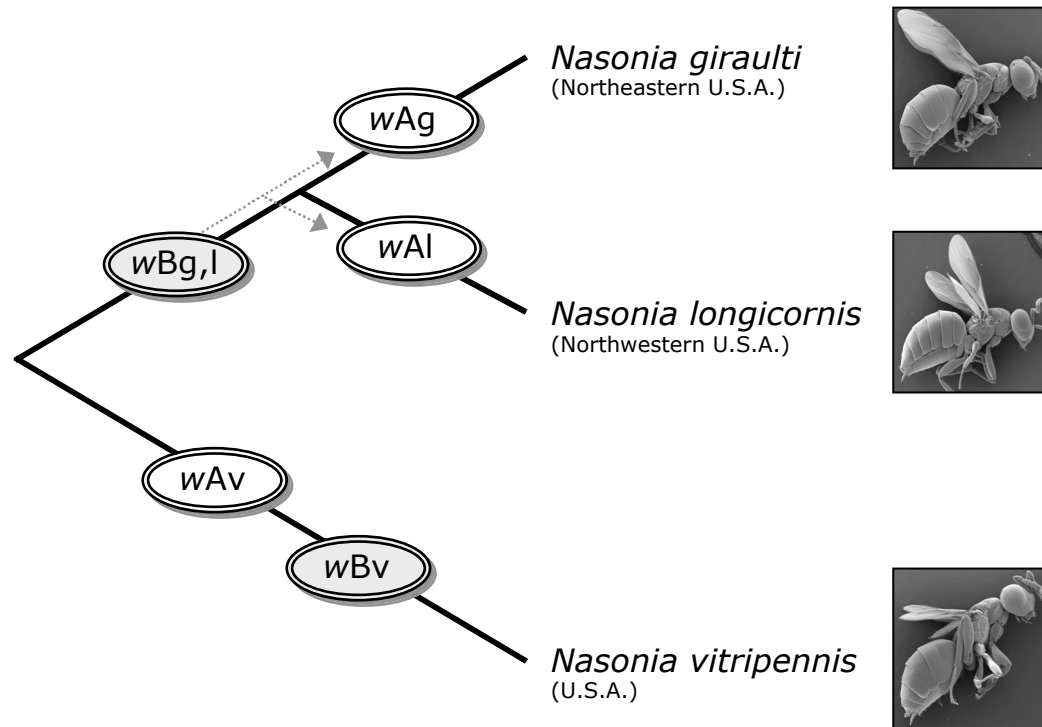 Nasonia giraulti
(Northeastern U.S.A.)
wAg
wAl
wBg,l
Nasonia longicornis
(Northwestern U.S.A.)
wAv
wBv
Nasonia vitripennis
(U.S.A.)